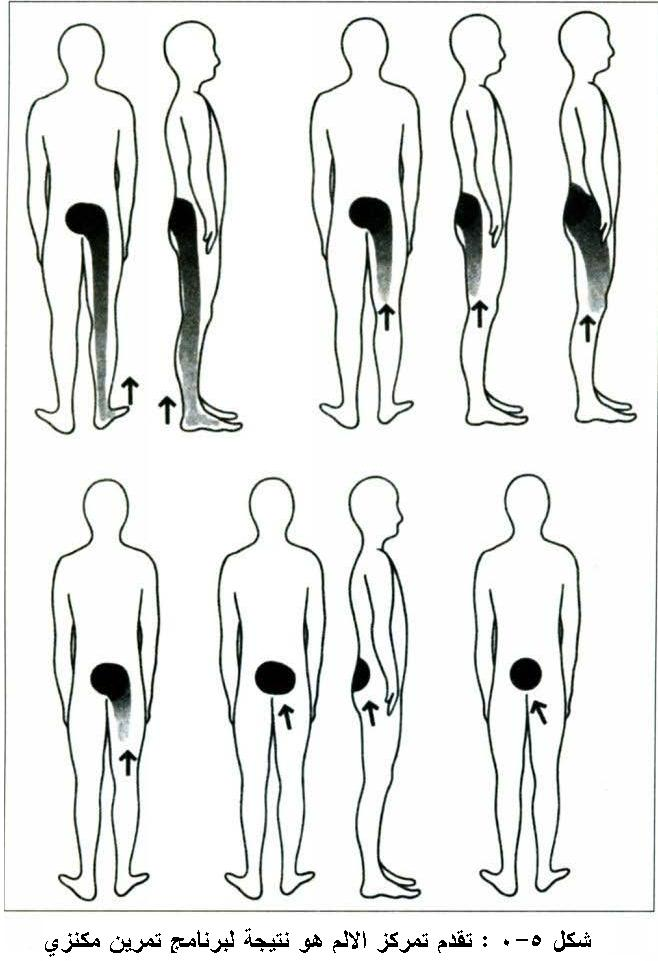 شكل ٥-٠ : تقدم تمركز الالم هو نتيجة لبرنامج تمرين مكنزي